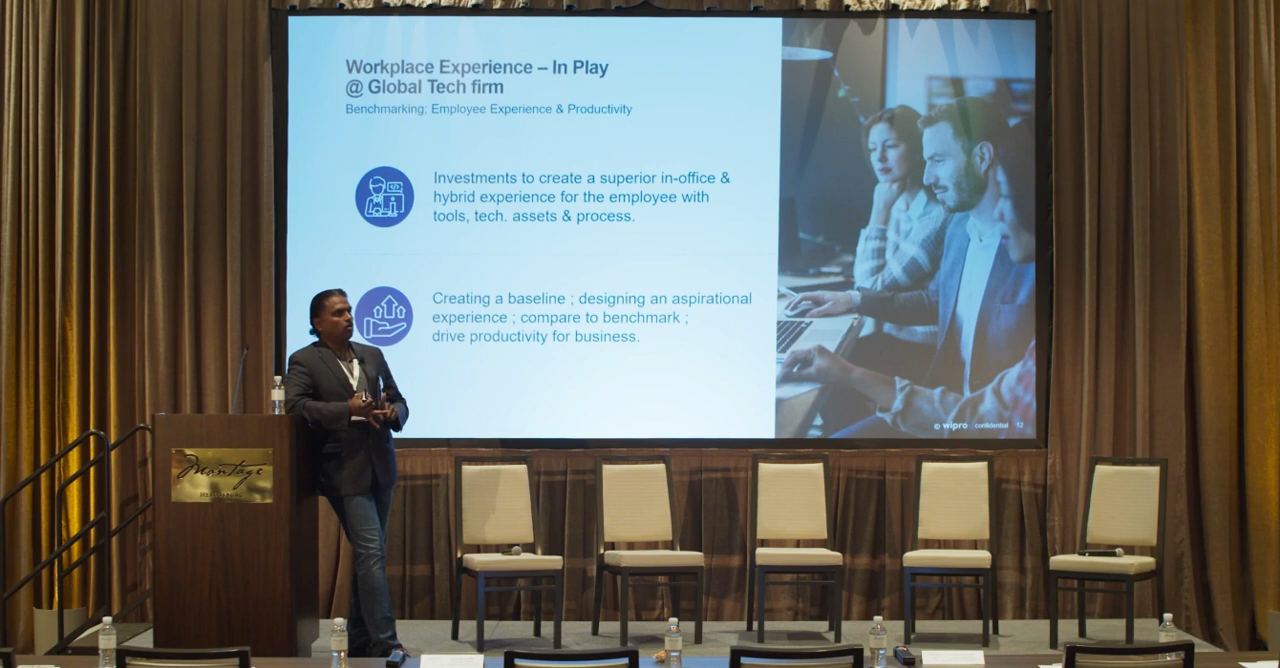 Workplace Experience – In Play
@ Global Tech firm
Benchmarking; Employee Experience & Productivity
Investments to create a superior in-office &
hybrid experience for the employee with
tools, tech. assets & process.
Creating a baseline ; designing an aspirational
experience ; compare to benchmark ;
drive productivity for business.
© wipro confidential 12
Montage